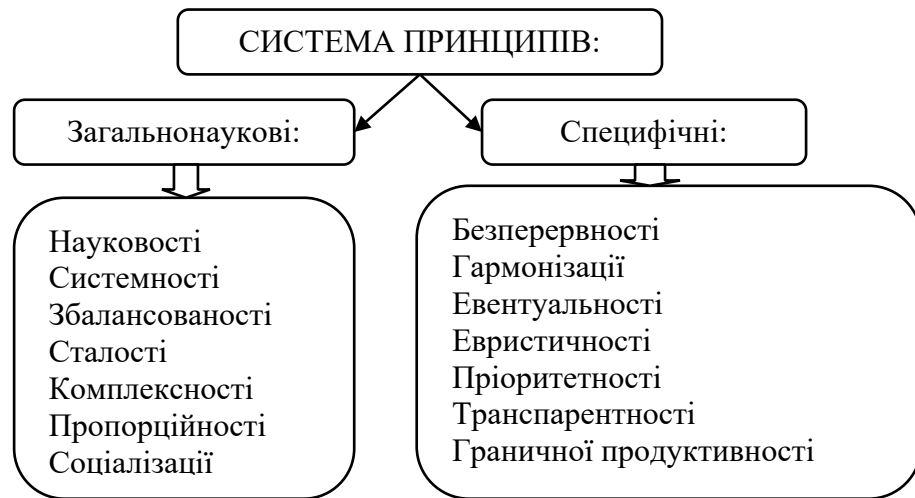 СИСТЕМА ПРИНЦИПІВ:
Загальнонаукові:
Специфічні:
Науковості
Системності
Збалансованості
Сталості
Комплексності
Пропорційності
Соціалізації
Безперервності
Гармонізації
Евентуальності
Евристичності
Пріоритетності
Транспарентності
Граничної продуктивності